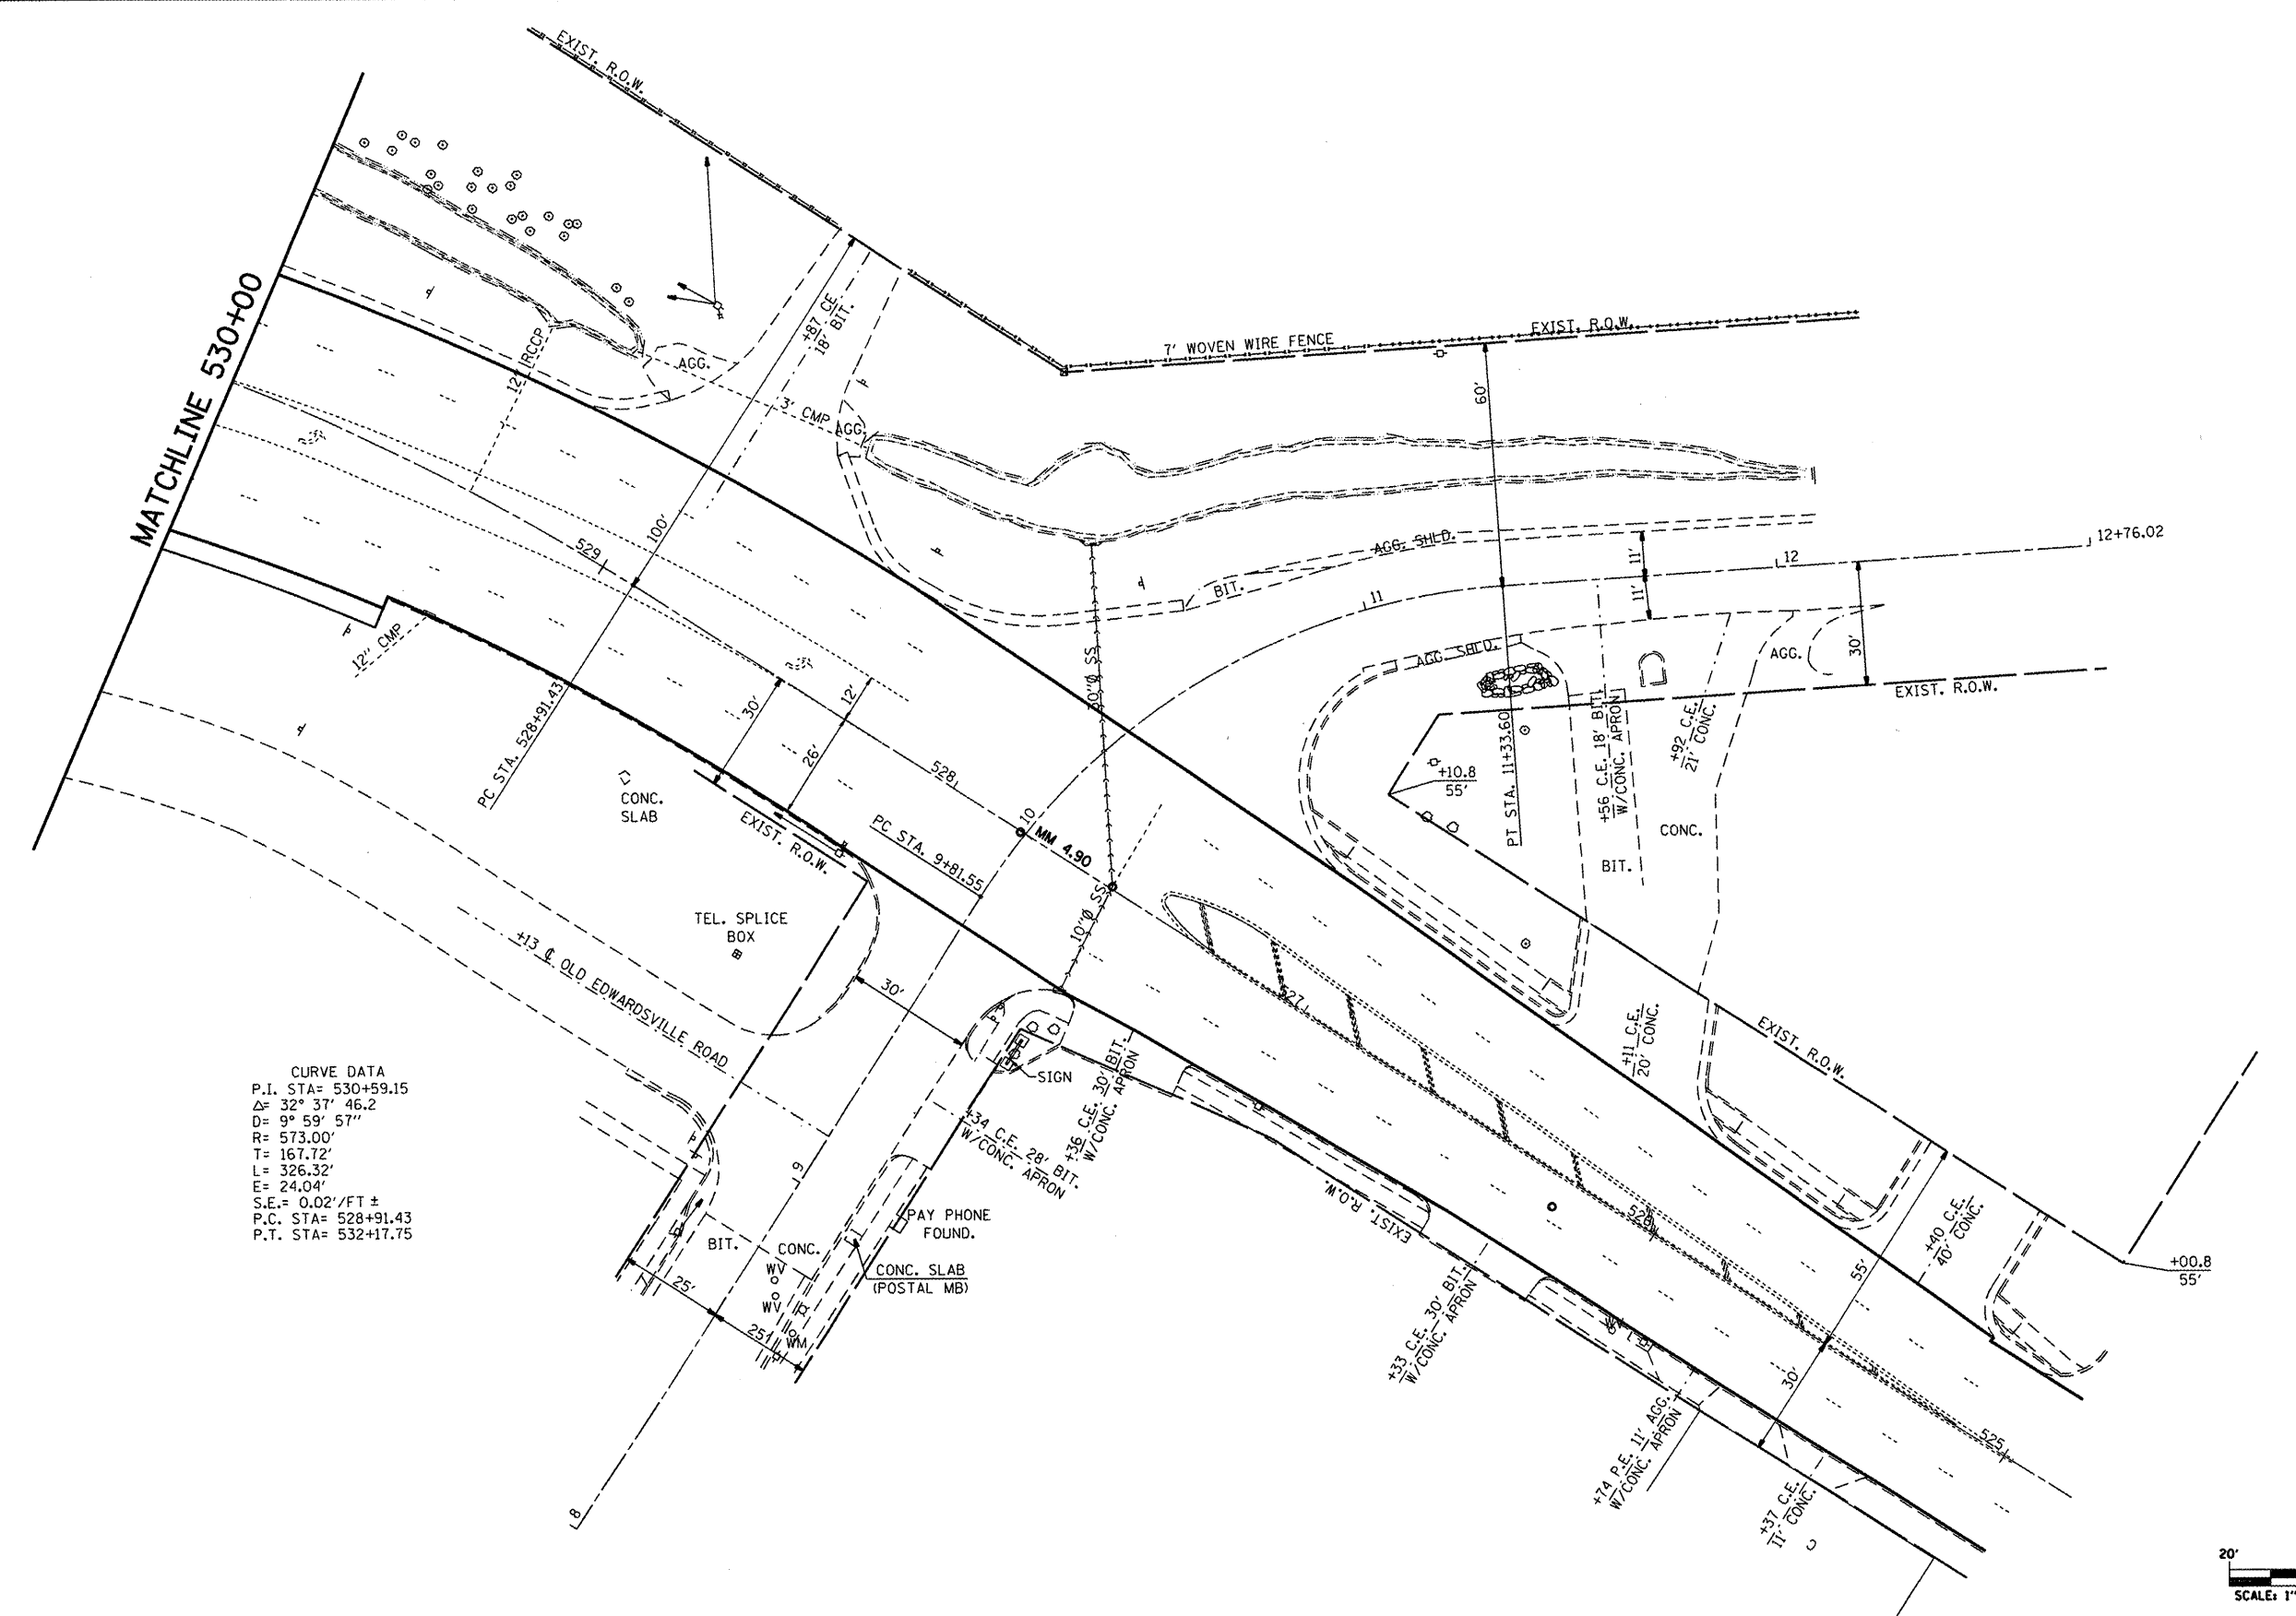 EXIST. R.O.W.
MATCHLINE 530+00
12" RCCP
AGG.
+87 CE
18' BIT.
3' CMP
AGG.
7' WOVEN WIRE FENCE
EXIST. R.O.W.
60'
100'
529
12" CMP
PC STA. 528+91.43
AGG. SHLD.
BIT.
11
11'
11'
12
12+76.02
30'
AGG.
EXIST. R.O.W.
AGG. SHLD.
30"Ø SS
30'
12'
26'
528
CONC.
SLAB
EXIST. R.O.W.
PC STA. 9+81.55
10
MM 4.90
10"Ø SS
+10.8
55'
PT STA. 11+33.60
+56 C.E. 18' BIT.
W/CONC. APRON
+92 C.E.
21' CONC.
CONC.
BIT.
TEL. SPLICE
BOX
+13 ℄ OLD EDWARDSVILLE ROAD
30'
SIGN
527
+11 C.E.
20' CONC.
EXIST. R.O.W.
+34 C.E. 28' BIT.
W/CONC. APRON
+36 C.E. 30' BIT.
W/CONC. APRON
CURVE DATA
P.I. STA= 530+59.15
Δ= 32° 37' 46.2
D= 9° 59' 57"
R= 573.00'
T= 167.72'
L= 326.32'
E= 24.04'
S.E.= 0.02'/FT ±
P.C. STA= 528+91.43
P.T. STA= 532+17.75
9
PAY PHONE
FOUND.
BIT.
CONC.
WV
WV
WM
CONC. SLAB
(POSTAL MB)
25'
25'
8
EXIST. R.O.W.
526
55'
30'
+40 C.E.
40' CONC.
+00.8
55'
+33 C.E. 30' BIT.
W/CONC. APRON
WV
+74 P.E. 11' AGG.
W/CONC. APRON
+37 C.E.
11' CONC.
525
20'
SCALE: 1"